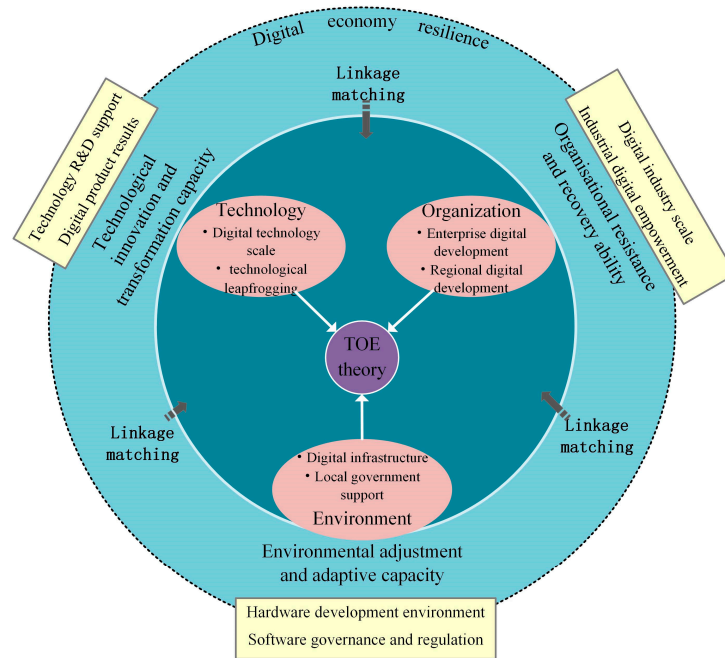 Digital economy resilience
Linkage
matching
Technology R&D support
Digital product results
Technological
innovation and
transformation capacity
Digital industry scale
Industrial digital empowerment
Organisational resistance
and recovery ability
Technology
• Digital technology
scale
• technological
leapfrogging
Organization
• Enterprise digital
development
• Regional digital
development
TOE
theory
Linkage
matching
Linkage
matching
• Digital infrastructure
• Local government
support
Environment
Environmental adjustment
and adaptive capacity
Hardware development environment
Software governance and regulation